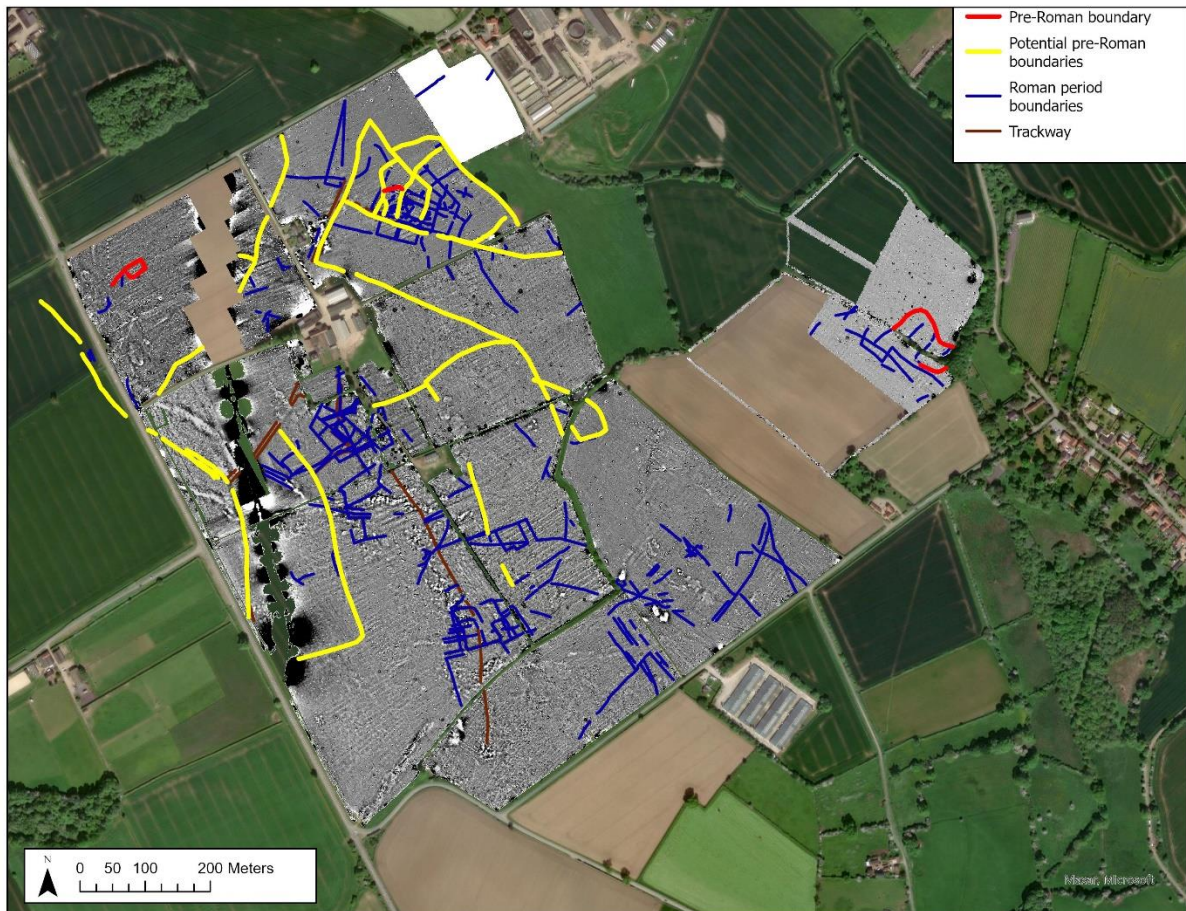 Pre-Roman boundary
Potential pre-Roman
boundaries
Roman period
boundaries
Trackway
N
0 50 100 200 Meters
Maxar, Microsoft